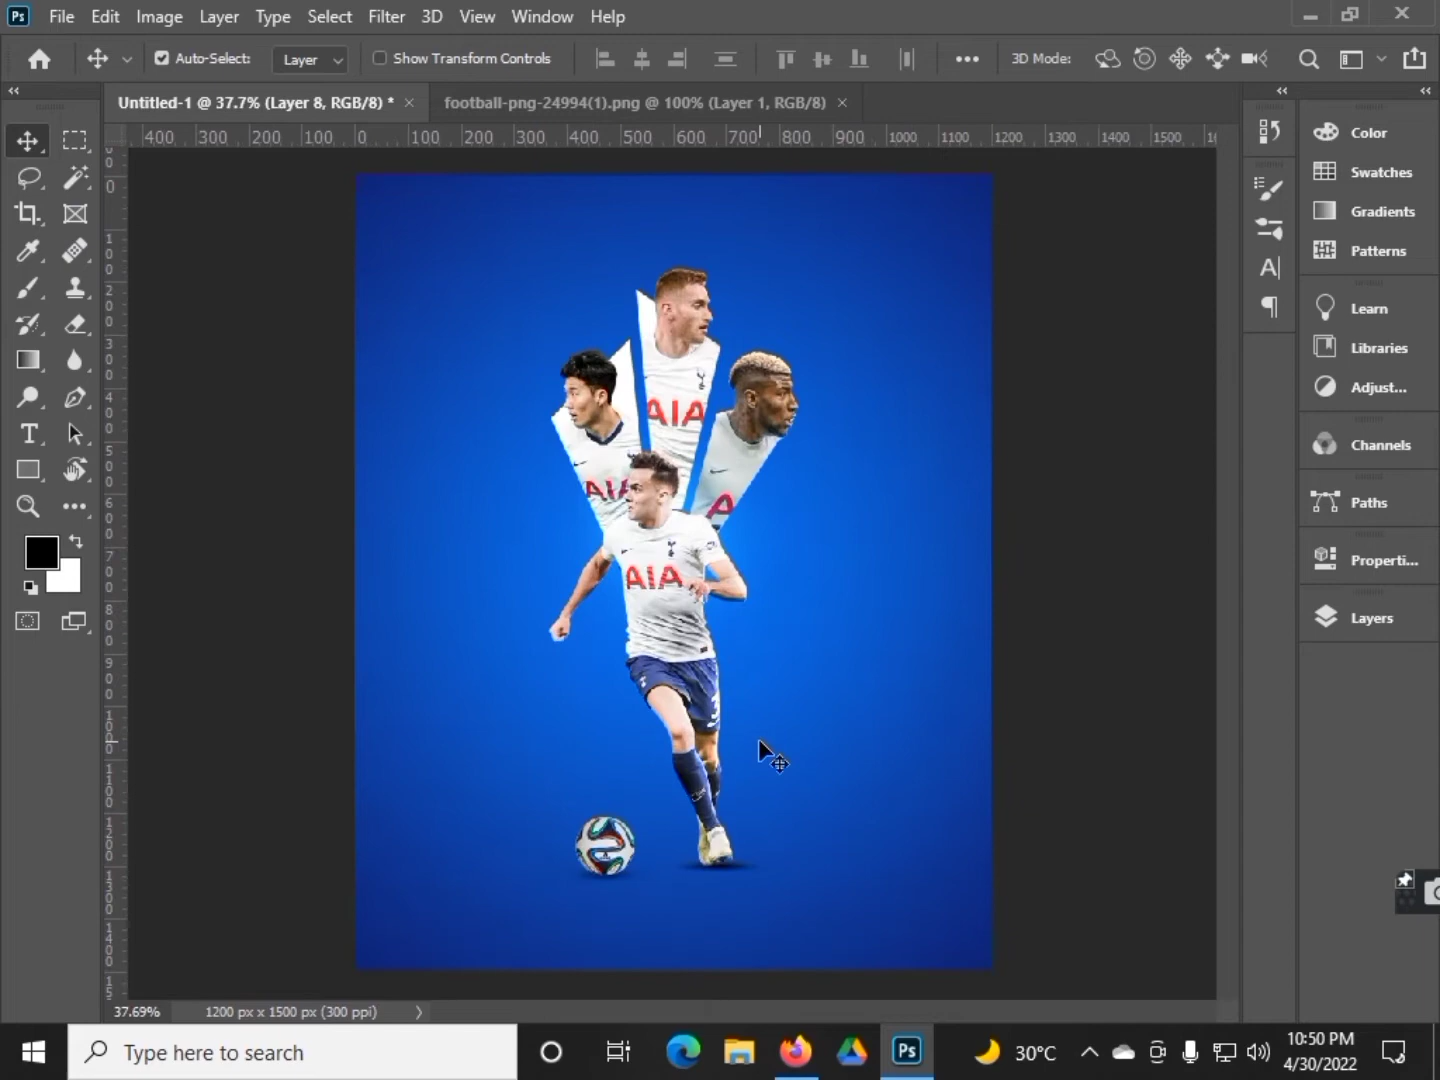 Ps File Edit Image Layer Type Select Filter 3D View Window Help
Auto-Select: Layer Show Transform Controls 3D Mode:
Untitled-1 @ 37.7% (Layer 8, RGB/8) * football-png-24994(1).png @ 100% (Layer 1, RGB/8)
400 300 200 100 0 100 200 300 400 500 600 700 800 900 1000 1100 1200 1300 1400 1500
Color
Swatches
Gradients
Patterns
Learn
Libraries
Adjust...
Channels
Paths
Properti...
Layers
AIA
AIA
37.69% 1200 px x 1500 px (300 ppi)
Type here to search
Ps
30°C
10:50 PM
4/30/2022